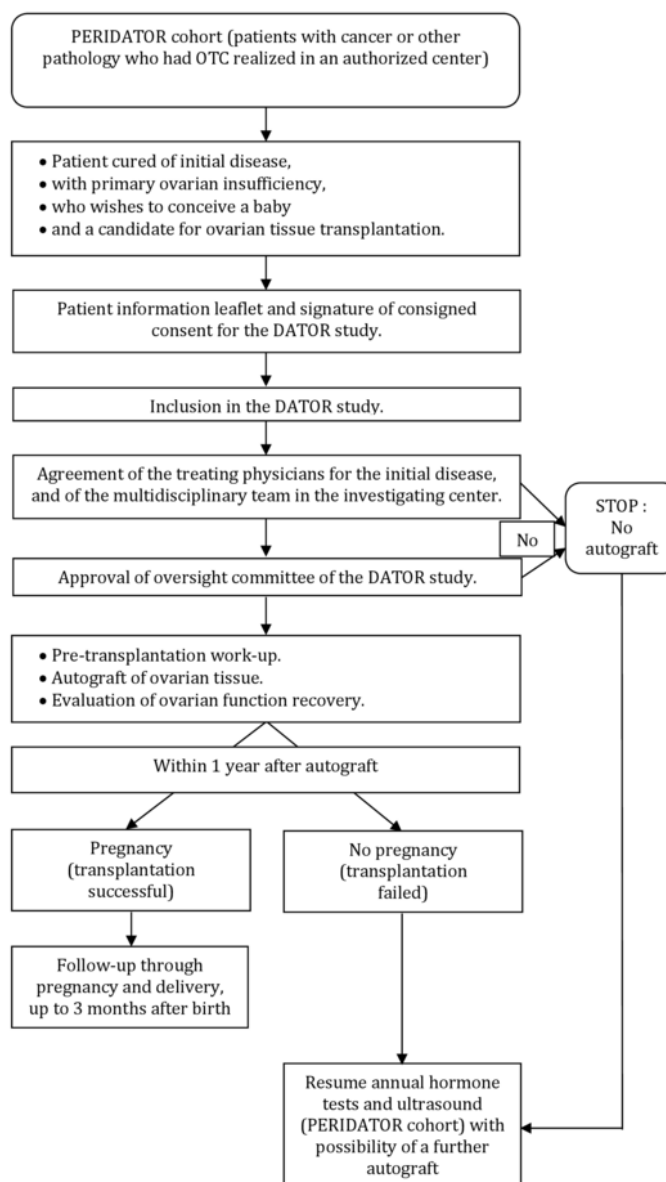 PERIDATOR cohort (patients with cancer or other
pathology who had OTC realized in an authorized center)
• Patient cured of initial disease,
• with primary ovarian insufficiency,
• who wishes to conceive a baby
• and a candidate for ovarian tissue transplantation.
Patient information leaflet and signature of consigned
consent for the DATOR study.
Inclusion in the DATOR study.
Agreement of the treating physicians for the initial disease,
and of the multidisciplinary team in the investigating center.
STOP :
No
autograft
No
Approval of oversight committee of the DATOR study.
• Pre-transplantation work-up.
• Autograft of ovarian tissue.
• Evaluation of ovarian function recovery.
Within 1 year after autograft
Pregnancy
(transplantation
successful)
No pregnancy
(transplantation
failed)
Follow-up through
pregnancy and delivery,
up to 3 months after birth
Resume annual hormone
tests and ultrasound
(PERIDATOR cohort) with
possibility of a further
autograft